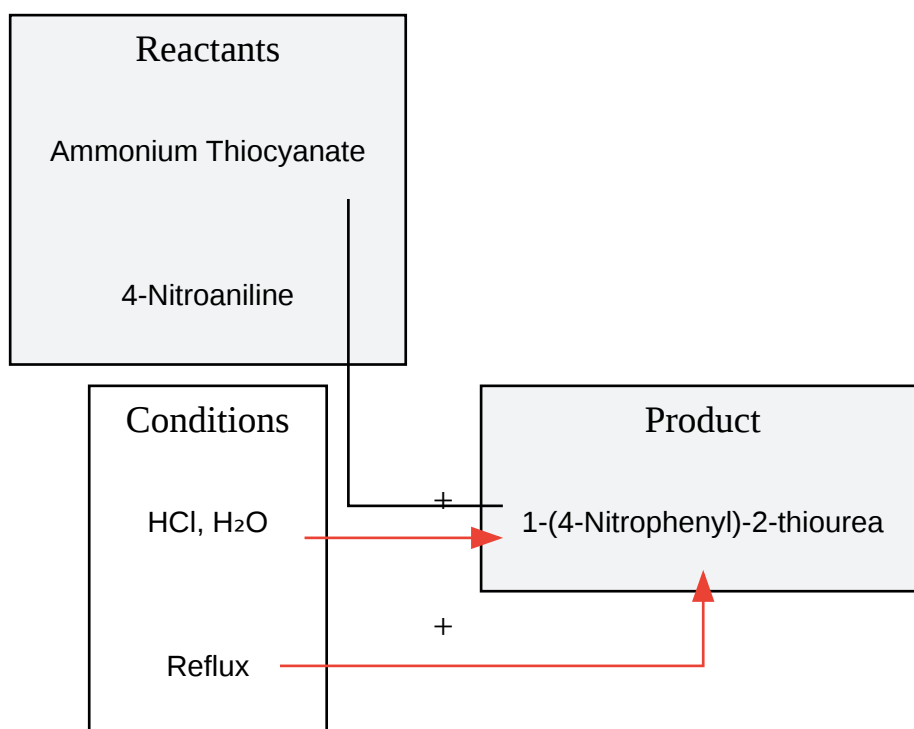 Reactants
Ammonium Thiocyanate
4-Nitroaniline
Conditions
HCl, H₂O
Reflux
+
+
Product
1-(4-Nitrophenyl)-2-thiourea